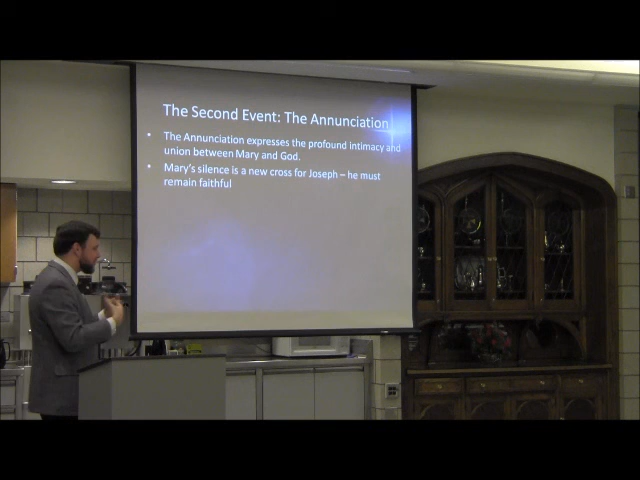 The Second Event: The Annunciation
• The Annunciation expresses the profound intimacy and
union between Mary and God.
• Mary's silence is a new cross for Joseph – he must
remain faithful